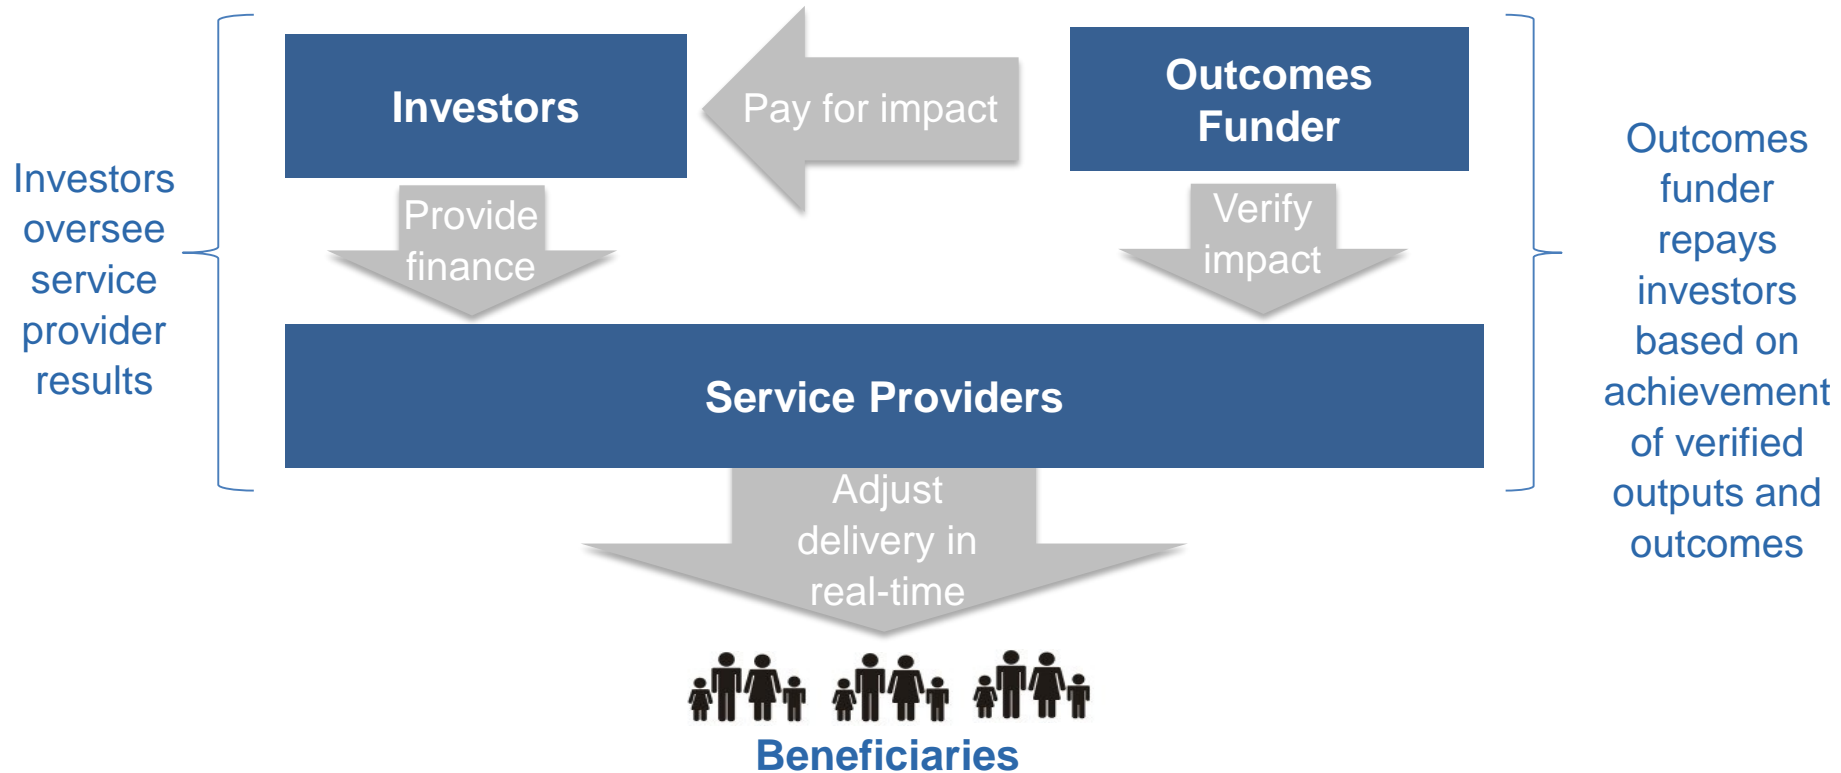 Investors
oversee
service
provider
results
Investors
Pay for impact
Outcomes
Funder
Provide
finance
Verify
impact
Service Providers
Adjust
delivery in
real-time
Beneficiaries
Outcomes
funder
repays
investors
based on
achievement
of verified
outputs and
outcomes